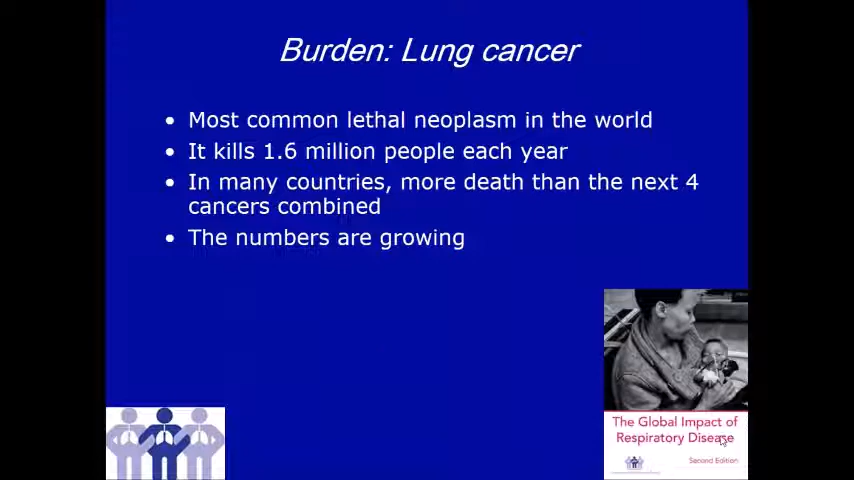 Burden: Lung cancer
• Most common lethal neoplasm in the world
• It kills 1.6 million people each year
• In many countries, more death than the next 4
cancers combined
• The numbers are growing
The Global Impact of
Respiratory Disease
Second Edition